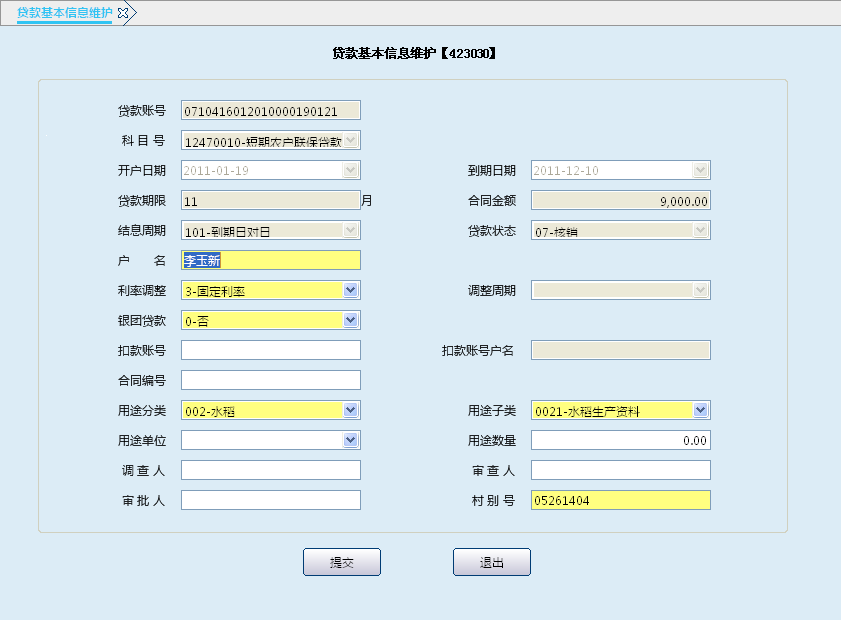 贷款基本信息维护
贷款基本信息维护【423030】
贷款账号 0710416012010000190121
科目号 12470010-短期农户联保贷款
开户日期 2011-01-19 到期日期 2011-12-10
贷款期限 11 月 合同金额 9,000.00
结息周期 101-到期日对日 贷款状态 07-核销
户 名 李玉新
利率调整 3-固定利率 调整周期
银团贷款 0-否
扣款账号 扣款账号户名
合同编号
用途分类 002-水稻 用途子类 0021-水稻生产资料
用途单位 用途数量 0.00
调查人 审查人
审批人 村别号 05261404
提交 退出